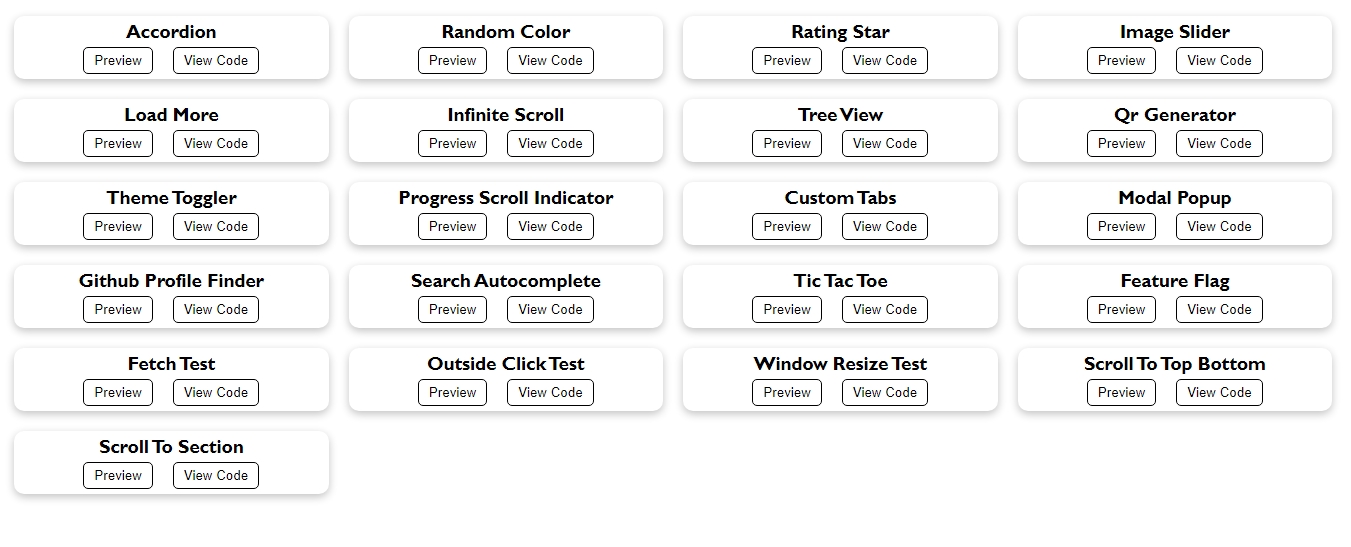 Accordion
Preview View Code
Random Color
Preview View Code
Rating Star
Preview View Code
Image Slider
Preview View Code
Load More
Preview View Code
Infinite Scroll
Preview View Code
Tree View
Preview View Code
Qr Generator
Preview View Code
Theme Toggler
Preview View Code
Progress Scroll Indicator
Preview View Code
Custom Tabs
Preview View Code
Modal Popup
Preview View Code
Github Profile Finder
Preview View Code
Search Autocomplete
Preview View Code
Tic Tac Toe
Preview View Code
Feature Flag
Preview View Code
Fetch Test
Preview View Code
Outside Click Test
Preview View Code
Window Resize Test
Preview View Code
Scroll To Top Bottom
Preview View Code
Scroll To Section
Preview View Code